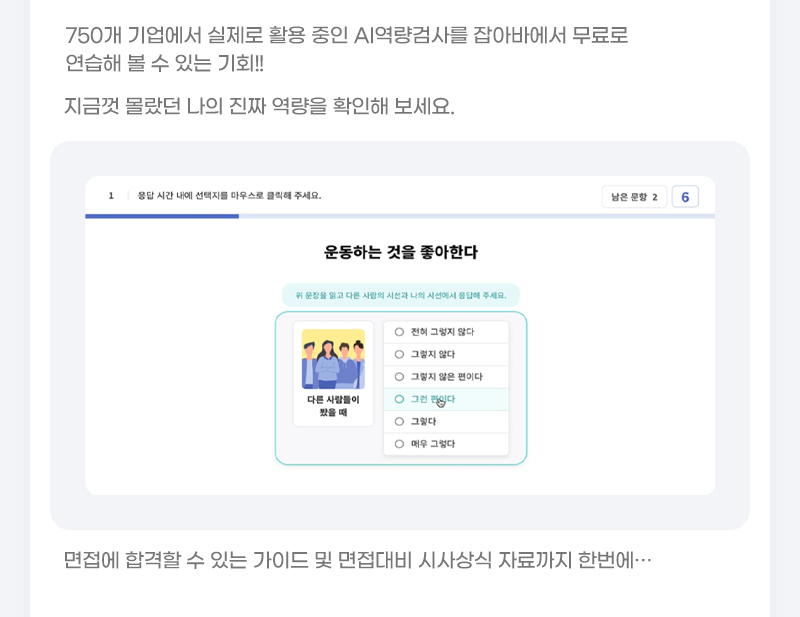 750개 기업에서 실제로 활용 중인 AI역량검사를 잡아바에서 무료로
연습해 볼 수 있는 기회!!
지금껏 몰랐던 나의 진짜 역량을 확인해 보세요.
1 응답 시간 내에 선택지를 마우스로 클릭해 주세요. 남은 문항 2 6
운동하는 것을 좋아한다
위 문장을 읽고 다른 사람의 시선과 나의 시선에서 응답해 주세요.
다른 사람들이
봤을 때
전혀 그렇지 않다
그렇지 않다
그렇지 않은 편이다
그런 편이다
그렇다
매우 그렇다
면접에 합격할 수 있는 가이드 및 면접대비 시사상식 자료까지 한번에…